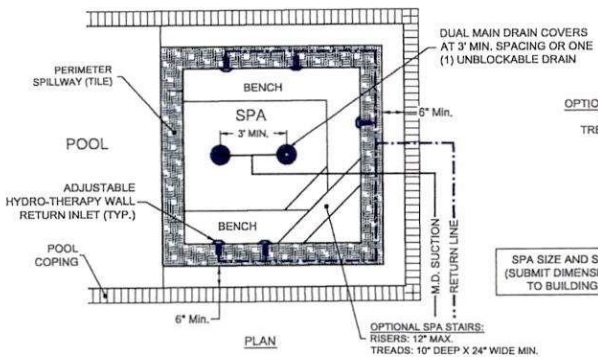 DUAL MAIN DRAIN COVERS
AT 3' MIN. SPACING OR ONE
(1) UNBLOCKABLE DRAIN
PERIMETER
SPILLWAY (TILE)
BENCH
SPA
3' MIN.
6" Min.
POOL
ADJUSTABLE
HYDRO-THERAPY WALL
RETURN INLET (TYP.)
BENCH
POOL
COPING
6" Min.
PLAN
M.D. SUCTION
RETURN LINE
OPTIONAL SPA STAIRS:
RISERS: 12" MAX.
TREADS: 10" DEEP X 24" WIDE MIN.
OPTIO
TRE
SPA SIZE AND S
(SUBMIT DIMENS
TO BUILDING